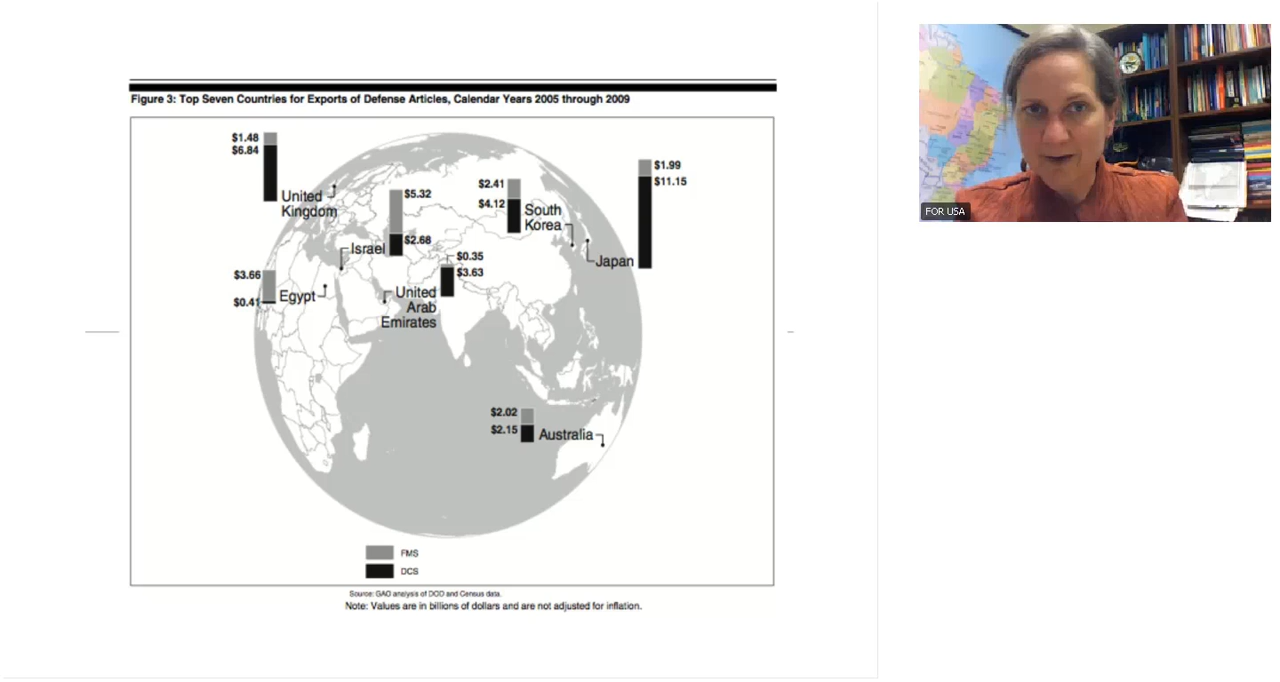 Figure 3: Top Seven Countries for Exports of Defense Articles, Calendar Years 2005 through 2009
$1.48
$6.84
United
Kingdom
$5.32
$2.68
Israel
$2.41
$4.12
South
Korea
$1.99
$11.15
Japan
$3.66
$0.41
Egypt
$0.35
$3.63
United
Arab
Emirates
$2.02
$2.15
Australia
FMS
DCS
Source: GAO analysis of DOD and Census data.
Note: Values are in billions of dollars and are not adjusted for inflation.
FOR USA